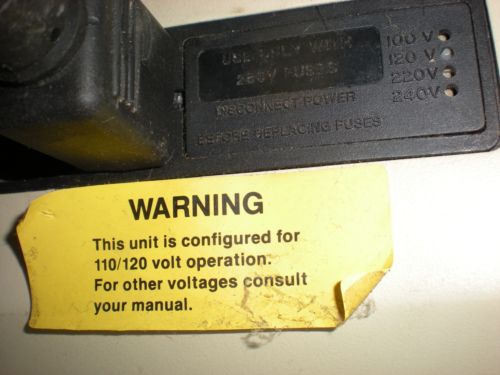 USE ONLY WITH
250V FUSES
DISCONNECT POWER
BEFORE REPLACING FUSES
100 V
120 V
220V
240V
WARNING
This unit is configured for
110/120 volt operation.
For other voltages consult
your manual.